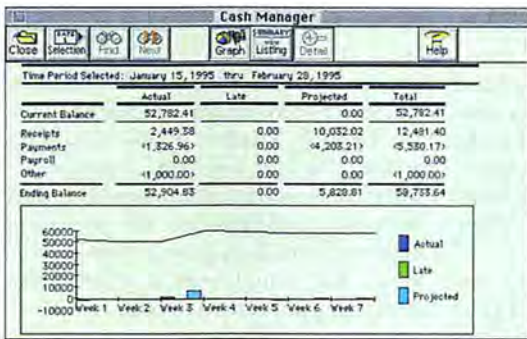 Cash Manager
Close Selection Find Next Graph Listing Detail Help
Time Period Selected: January 15, 1995 thru February 28, 1995
Actual Late Projected Total
Current Balance 52,782.41 0.00 52,782.41
Receipts 2,449.38 0.00 10,032.02 12,481.40
Payments <1,326.96> 0.00 <4,203.21> <5,530.17>
Payroll 0.00 0.00 0.00 0.00
Other <1,000.00> 0.00 0.00 <1,000.00>
Ending Balance 52,904.83 0.00 5,828.81 58,733.64
60000
50000
40000
30000
20000
10000
0
-10000
Week 1 Week 2 Week 3 Week 4 Week 5 Week 6 Week 7
Actual
Late
Projected